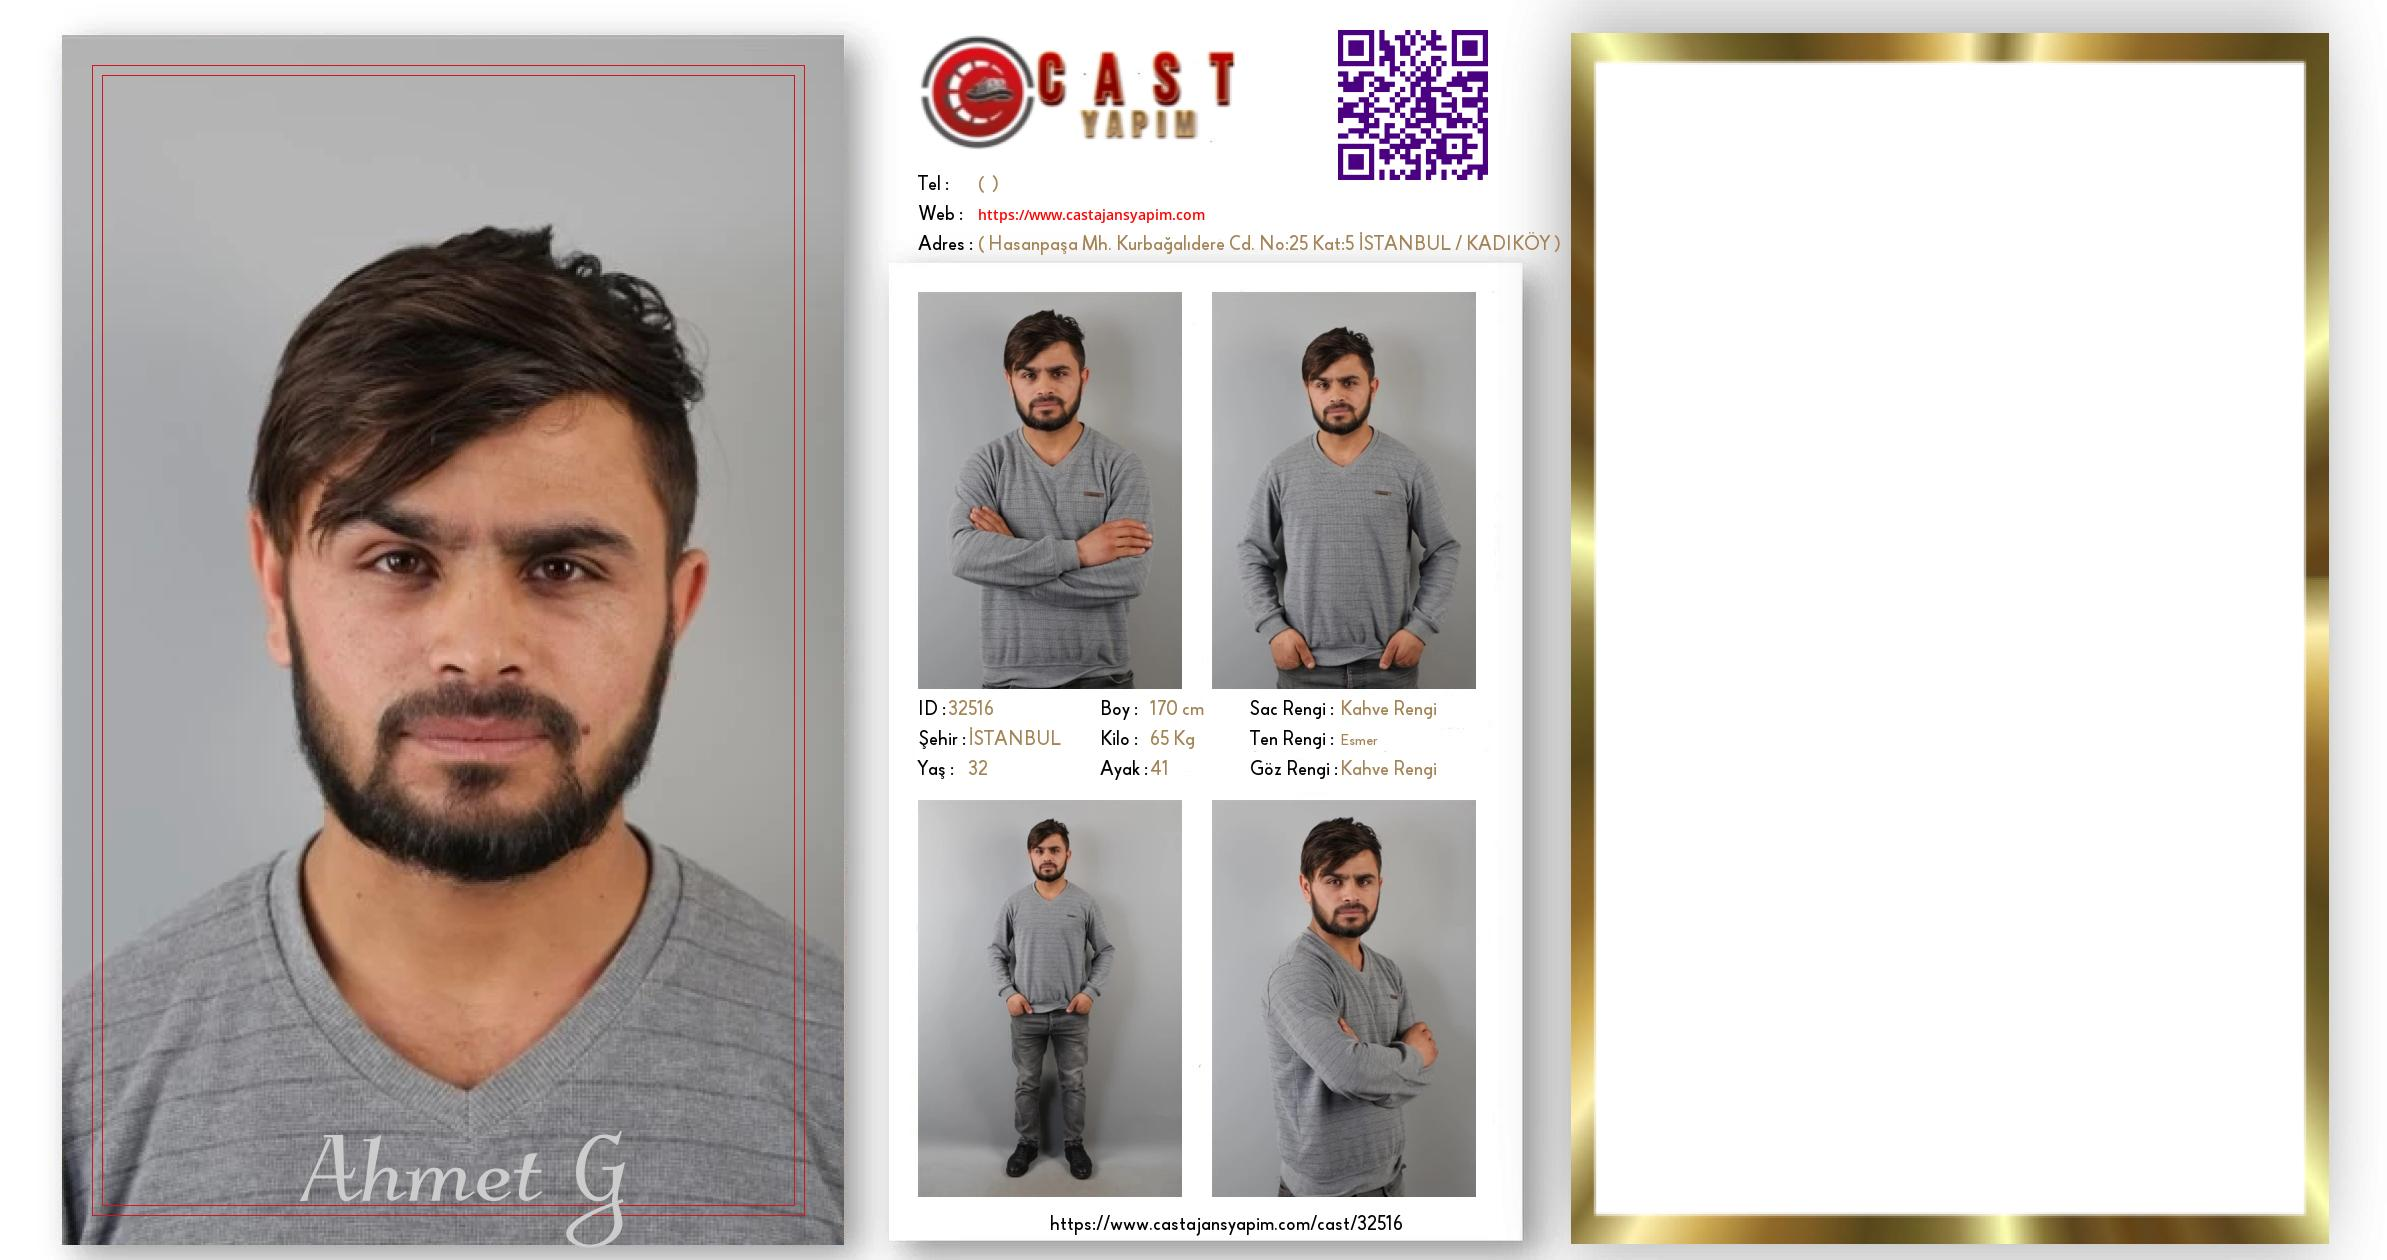 Ahmet G
CAST
YAPIM
Tel : ( )
Web : https://www.castajansyapim.com
Adres : ( Hasanpaşa Mh. Kurbağalıdere Cd. No:25 Kat:5 İSTANBUL / KADIKÖY )
ID : 32516 Boy : 170 cm Sac Rengi : Kahve Rengi
Şehir : İSTANBUL Kilo : 65 Kg Ten Rengi : Esmer
Yaş : 32 Ayak : 41 Göz Rengi : Kahve Rengi
https://www.castajansyapim.com/cast/32516